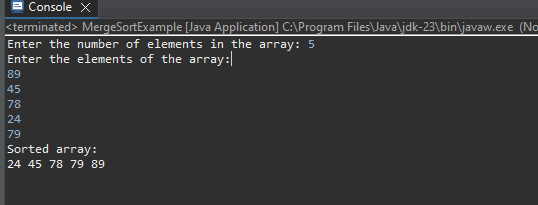 Console
<terminated> MergeSortExample [Java Application] C:\Program Files\Java\jdk-23\bin\javaw.exe (No
Enter the number of elements in the array: 5
Enter the elements of the array:
89
45
78
24
79
Sorted array:
24 45 78 79 89